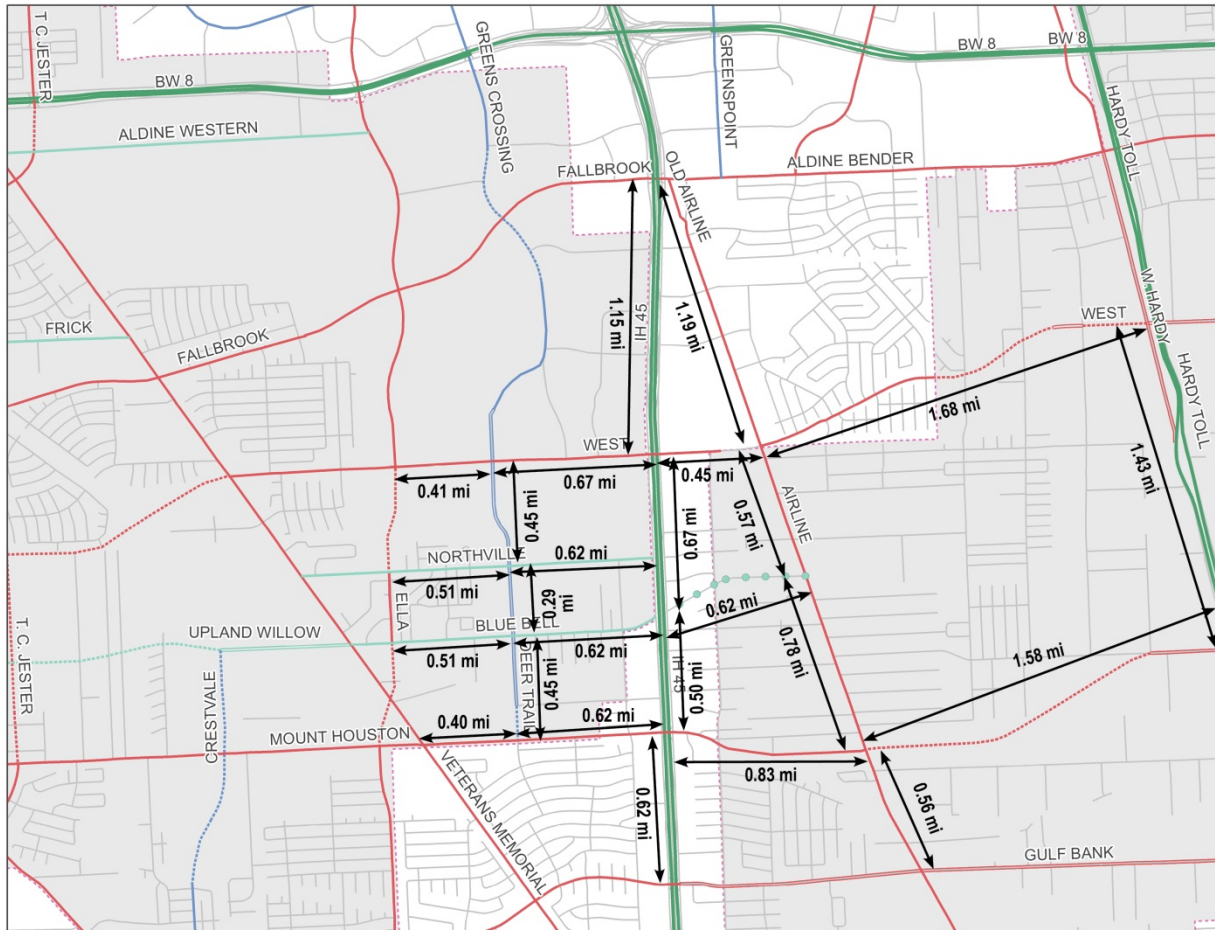 T. C. JESTER
BW 8
GREENS CROSSING
GREENSPOINT
BW 8
BW 8
HARDY TOLL
ALDINE WESTERN
FALLBROOK
OLD AIRLINE
ALDINE BENDER
1.15 mi
IH 45
1.19 mi
FRICK
FALLBROOK
WEST
W. HARDY
HARDY TOLL
1.68 mi
1.43 mi
WEST
0.41 mi
0.67 mi
0.45 mi
0.45 mi
0.67 mi
0.57 mi
AIRLINE
NORTHVILLE
0.62 mi
0.51 mi
0.29
mi
ELLA
0.62 mi
T. C. JESTER
UPLAND WILLOW
BLUE BELL
0.51 mi
0.62 mi
DEER TRAIL
0.45 mi
IH 45
0.50 mi
0.78 mi
1.58 mi
CRESTVALE
0.40 mi
0.62 mi
MOUNT HOUSTON
VETERANS MEMORIAL
0.62 mi
0.83 mi
0.56 mi
GULF BANK